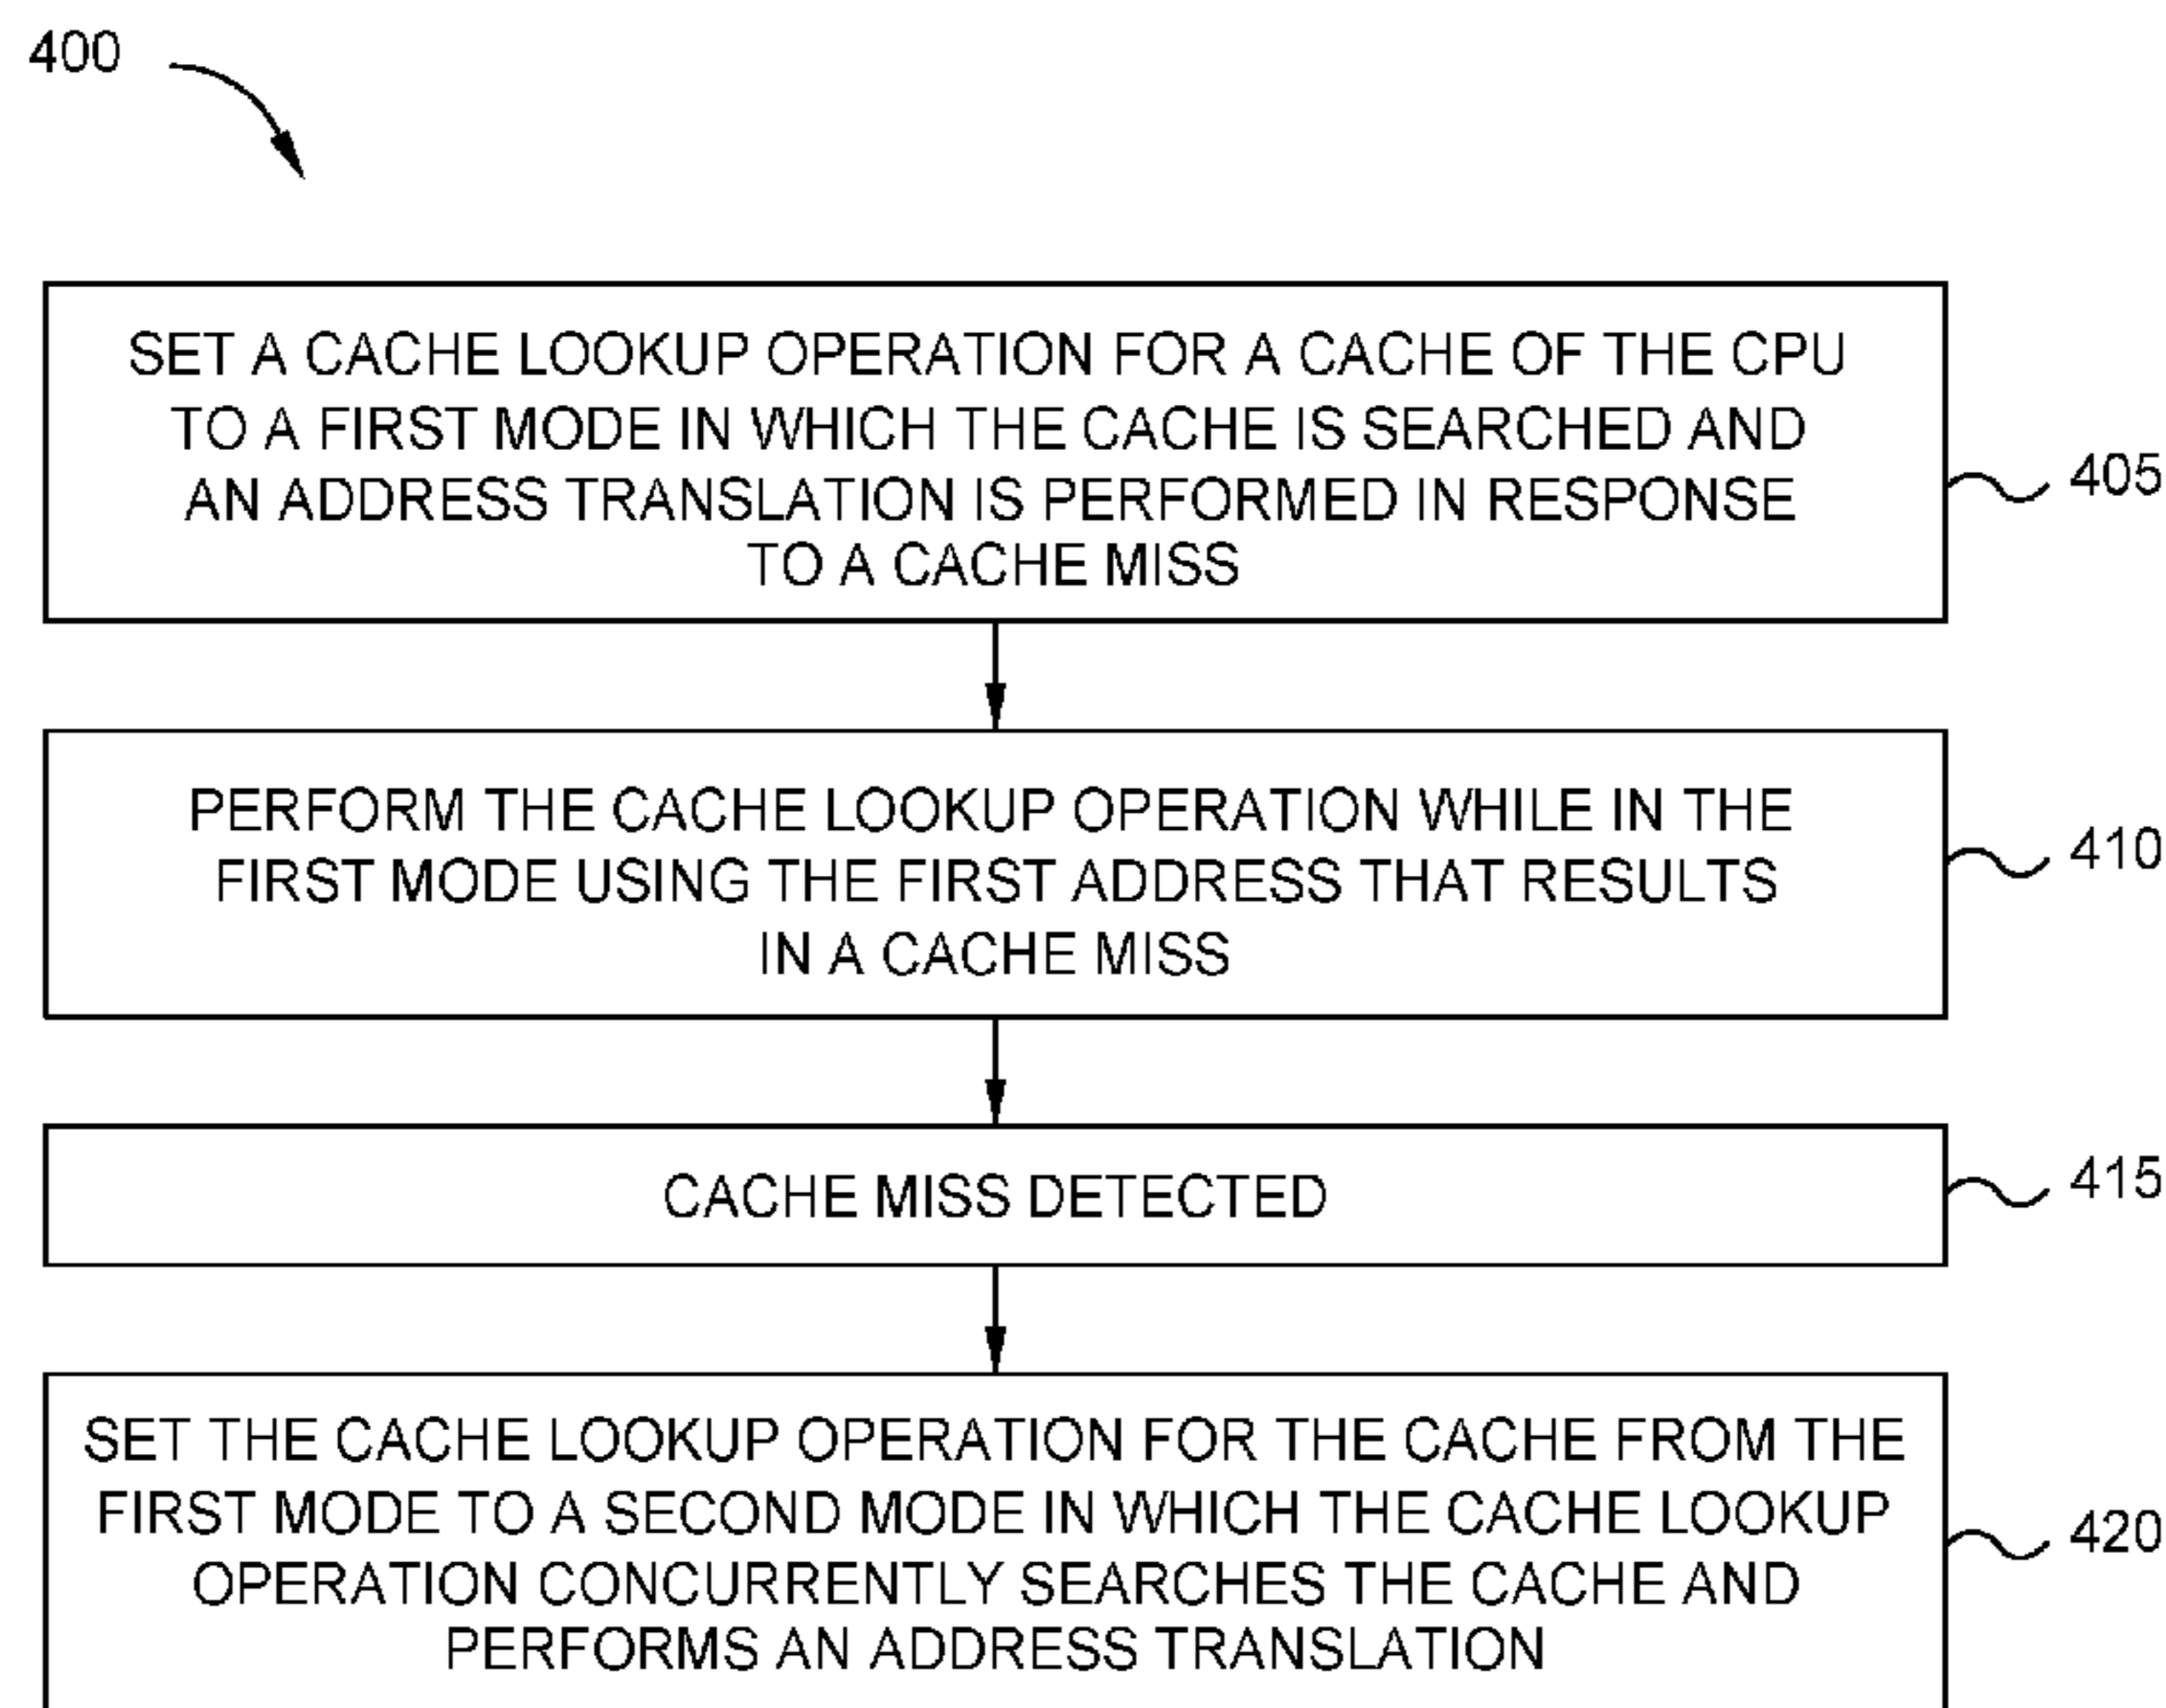 400
SET A CACHE LOOKUP OPERATION FOR A CACHE OF THE CPU
TO A FIRST MODE IN WHICH THE CACHE IS SEARCHED AND
AN ADDRESS TRANSLATION IS PERFORMED IN RESPONSE
TO A CACHE MISS
405
PERFORM THE CACHE LOOKUP OPERATION WHILE IN THE
FIRST MODE USING THE FIRST ADDRESS THAT RESULTS
IN A CACHE MISS
410
CACHE MISS DETECTED
415
SET THE CACHE LOOKUP OPERATION FOR THE CACHE FROM THE
FIRST MODE TO A SECOND MODE IN WHICH THE CACHE LOOKUP
OPERATION CONCURRENTLY SEARCHES THE CACHE AND
PERFORMS AN ADDRESS TRANSLATION
420